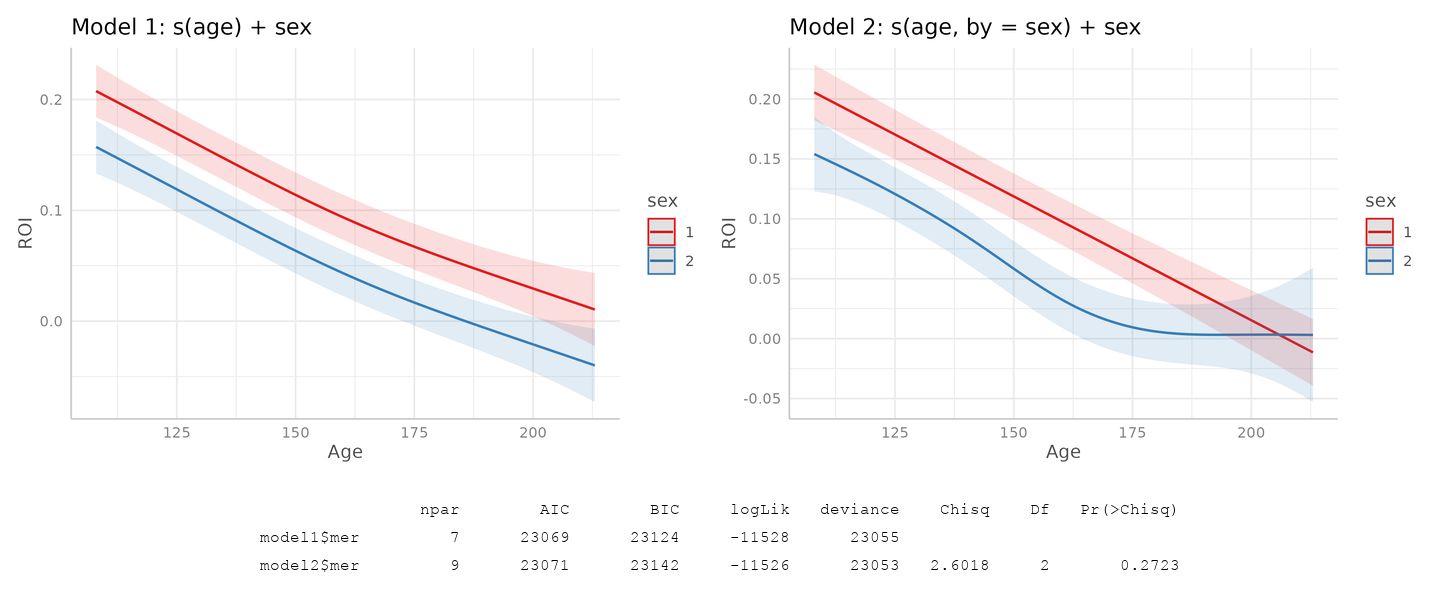 Model 1: s(age) + sex
0.2
0.1
0.0
ROI
125 150 175 200
Age
sex
1
2
Model 2: s(age, by = sex) + sex
0.20
0.15
0.10
0.05
0.00
-0.05
ROI
125 150 175 200
Age
sex
1
2
npar AIC BIC logLik deviance Chisq Df Pr(>Chisq)
model1$mer 7 23069 23124 -11528 23055
model2$mer 9 23071 23142 -11526 23053 2.6018 2 0.2723